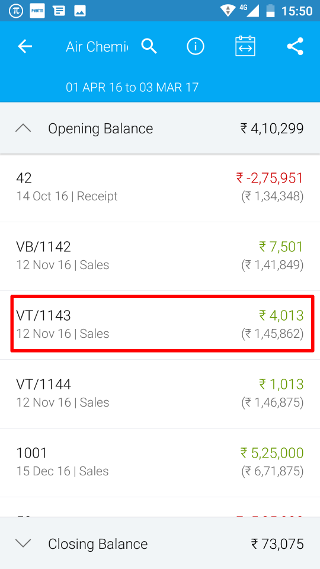 4G 15:50
Air Chemi
01 APR 16 to 03 MAR 17
Opening Balance ₹ 4,10,299
42 ₹ -2,75,951
14 Oct 16 | Receipt (₹ 1,34,348)
VB/1142 ₹ 7,501
12 Nov 16 | Sales (₹ 1,41,849)
VT/1143 ₹ 4,013
12 Nov 16 | Sales (₹ 1,45,862)
VT/1144 ₹ 1,013
12 Nov 16 | Sales (₹ 1,46,875)
1001 ₹ 5,25,000
15 Dec 16 | Sales (₹ 6,71,875)
Closing Balance ₹ 73,075